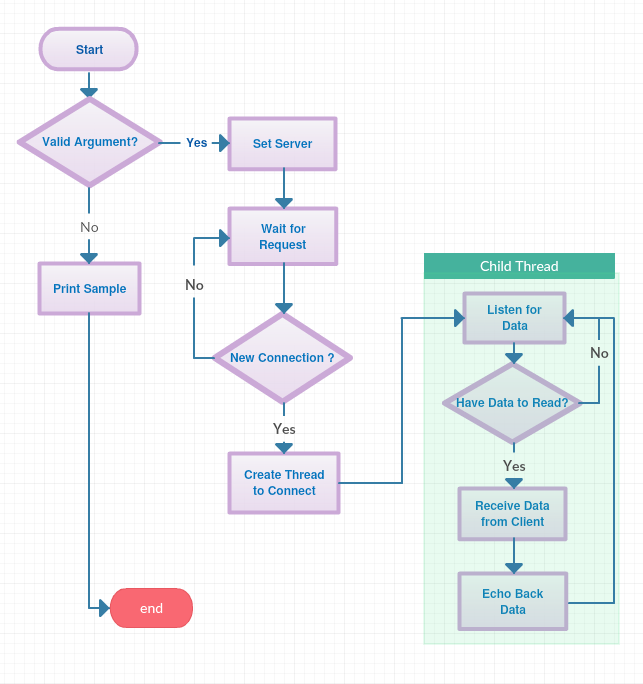 Start
Valid Argument?
Yes
Set Server
No
Wait for
Request
Print Sample
No
New Connection ?
Yes
Create Thread
to Connect
end
Child Thread
Listen for
Data
No
Have Data to Read?
Yes
Receive Data
from Client
Echo Back
Data